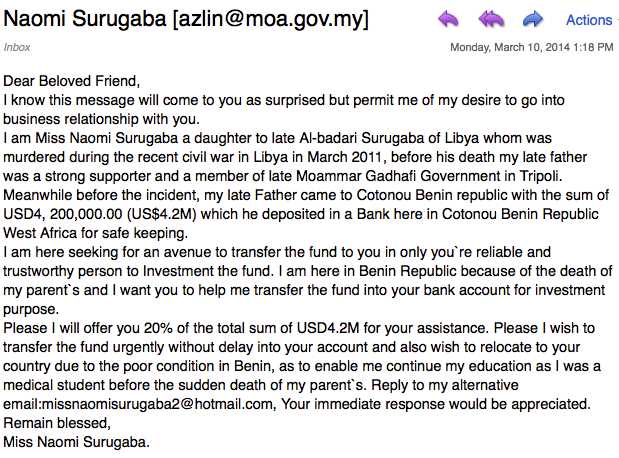 Naomi Surugaba [azlin@moa.gov.my]
Actions
Inbox
Monday, March 10, 2014 1:18 PM
Dear Beloved Friend,
I know this message will come to you as surprised but permit me of my desire to go into
business relationship with you.
I am Miss Naomi Surugaba a daughter to late Al-badari Surugaba of Libya whom was
murdered during the recent civil war in Libya in March 2011, before his death my late father
was a strong supporter and a member of late Moammar Gadhafi Government in Tripoli.
Meanwhile before the incident, my late Father came to Cotonou Benin republic with the sum of
USD4, 200,000.00 (US$4.2M) which he deposited in a Bank here in Cotonou Benin Republic
West Africa for safe keeping.
I am here seeking for an avenue to transfer the fund to you in only you`re reliable and
trustworthy person to Investment the fund. I am here in Benin Republic because of the death of
my parent`s and I want you to help me transfer the fund into your bank account for investment
purpose.
Please I will offer you 20% of the total sum of USD4.2M for your assistance. Please I wish to
transfer the fund urgently without delay into your account and also wish to relocate to your
country due to the poor condition in Benin, as to enable me continue my education as I was a
medical student before the sudden death of my parent`s. Reply to my alternative
email:missnaomisurugaba2@hotmail.com, Your immediate response would be appreciated.
Remain blessed,
Miss Naomi Surugaba.